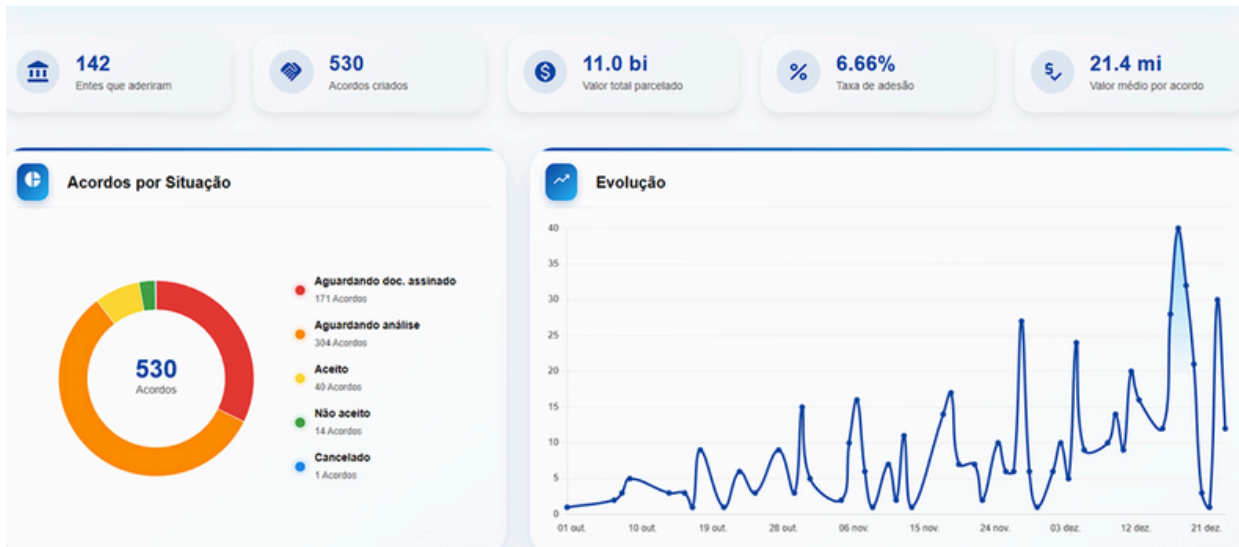 142
Entes que aderiram
530
Acordos criados
11.0 bi
Valor total parcelado
6.66%
Taxa de adesão
21.4 mi
Valor médio por acordo
Acordos por Situação
530
Acordos
Aguardando doc. assinado
171 Acordos
Aguardando análise
304 Acordos
Aceito
40 Acordos
Não aceito
14 Acordos
Cancelado
1 Acordos
Evolução
40
35
30
25
20
15
10
5
0
01 out. 10 out. 19 out. 28 out. 06 nov. 15 nov. 24 nov. 03 dez. 12 dez. 21 dez.